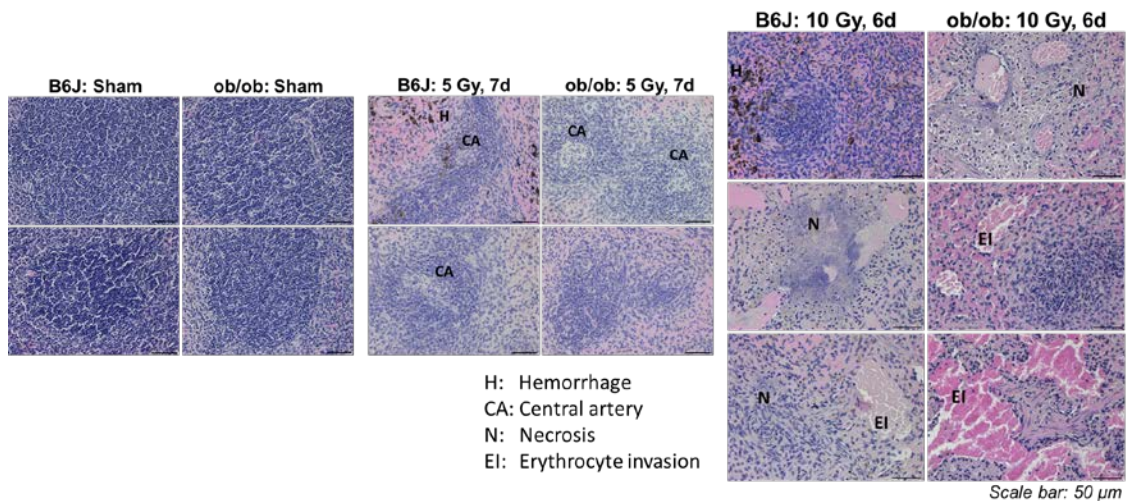 B6J: Sham
ob/ob: Sham
B6J: 5 Gy, 7d
ob/ob: 5 Gy, 7d
B6J: 10 Gy, 6d
ob/ob: 10 Gy, 6d
H
CA
CA
CA
CA
H
N
N
EI
N
EI
EI
H: Hemorrhage
CA: Central artery
N: Necrosis
EI: Erythrocyte invasion
Scale bar: 50 µm